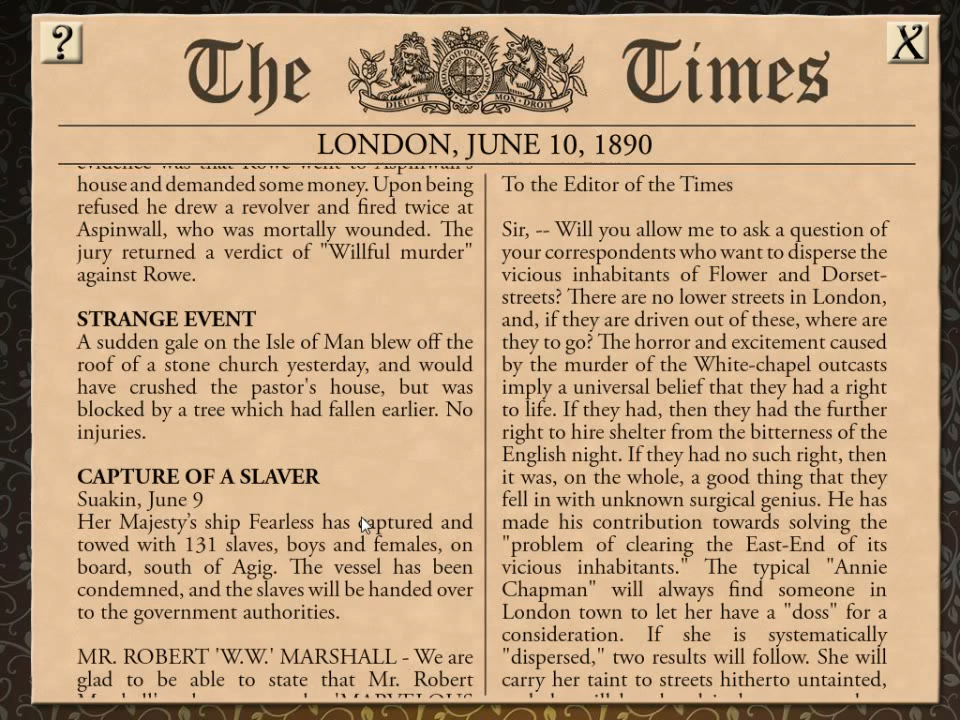 ?
The Times
X
DIEU · ET MON · DROIT
LONDON, JUNE 10, 1890
evidence was that Rowe went to Aspinwall's
house and demanded some money. Upon being
refused he drew a revolver and fired twice at
Aspinwall, who was mortally wounded. The
jury returned a verdict of "Willful murder"
against Rowe.
STRANGE EVENT
A sudden gale on the Isle of Man blew off the
roof of a stone church yesterday, and would
have crushed the pastor's house, but was
blocked by a tree which had fallen earlier. No
injuries.
CAPTURE OF A SLAVER
Suakin, June 9
Her Majesty's ship Fearless has captured and
towed with 131 slaves, boys and females, on
board, south of Agig. The vessel has been
condemned, and the slaves will be handed over
to the government authorities.
MR. ROBERT 'W.W.' MARSHALL - We are
glad to be able to state that Mr. Robert
To the Editor of the Times
Sir, -- Will you allow me to ask a question of
your correspondents who want to disperse the
vicious inhabitants of Flower and Dorset-
streets? There are no lower streets in London,
and, if they are driven out of these, where are
they to go? The horror and excitement caused
by the murder of the White-chapel outcasts
imply a universal belief that they had a right
to life. If they had, then they had the further
right to hire shelter from the bitterness of the
English night. If they had no such right, then
it was, on the whole, a good thing that they
fell in with unknown surgical genius. He has
made his contribution towards solving the
"problem of clearing the East-End of its
vicious inhabitants." The typical "Annie
Chapman" will always find someone in
London town to let her have a "doss" for a
consideration. If she is systematically
"dispersed," two results will follow. She will
carry her taint to streets hitherto untainted,